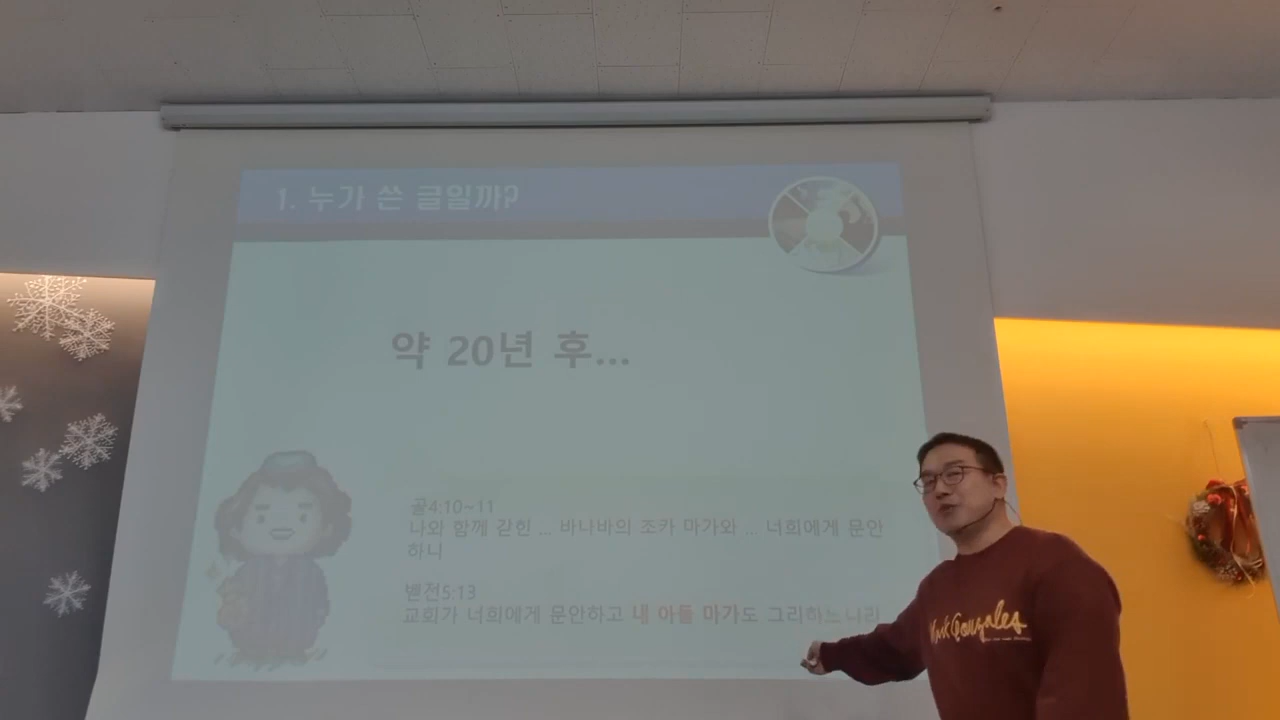 1. 누가 쓴 글일까?
약 20년 후...
골4:10~11
나와 함께 갇힌 ... 바나바의 조카 마가와 ... 너희에게 문안
하니
벧전5:13
교회가 너희에게 문안하고 내 아들 마가도 그리하느니라
Mark Gonzales